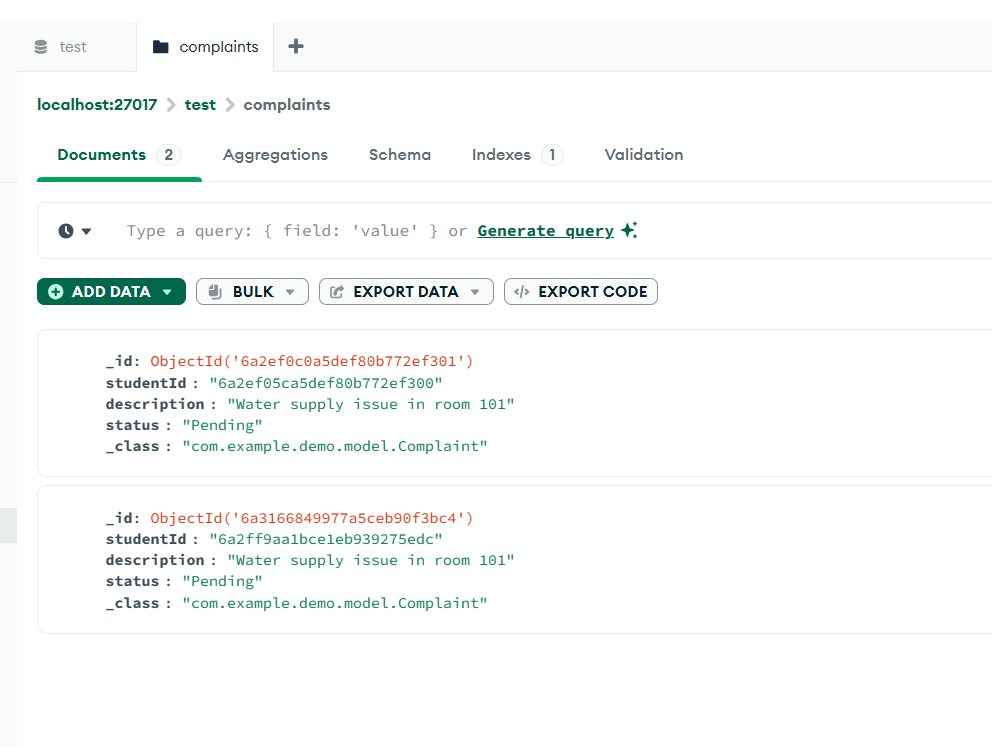 test complaints
localhost:27017 > test > complaints
Documents 2 Aggregations Schema Indexes 1 Validation
Type a query: { field: 'value' } or Generate query
ADD DATA BULK EXPORT DATA </> EXPORT CODE
_id: ObjectId('6a2ef0c0a5def80b772ef301')
studentId : "6a2ef05ca5def80b772ef300"
description : "Water supply issue in room 101"
status : "Pending"
_class : "com.example.demo.model.Complaint"
_id: ObjectId('6a3166849977a5ceb90f3bc4')
studentId : "6a2ff9aa1bce1eb939275edc"
description : "Water supply issue in room 101"
status : "Pending"
_class : "com.example.demo.model.Complaint"